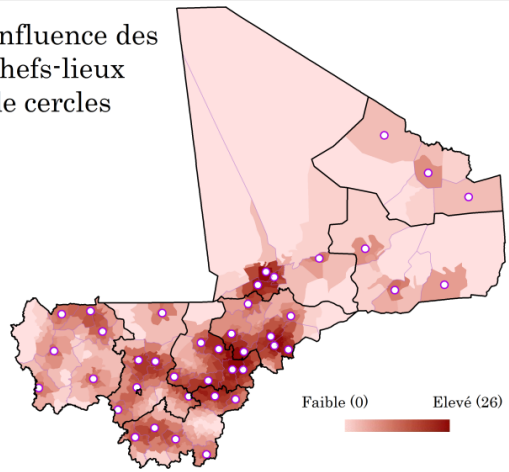 nfluence des
hefs-lieux
le cercles
Faible (0) Elevé (26)